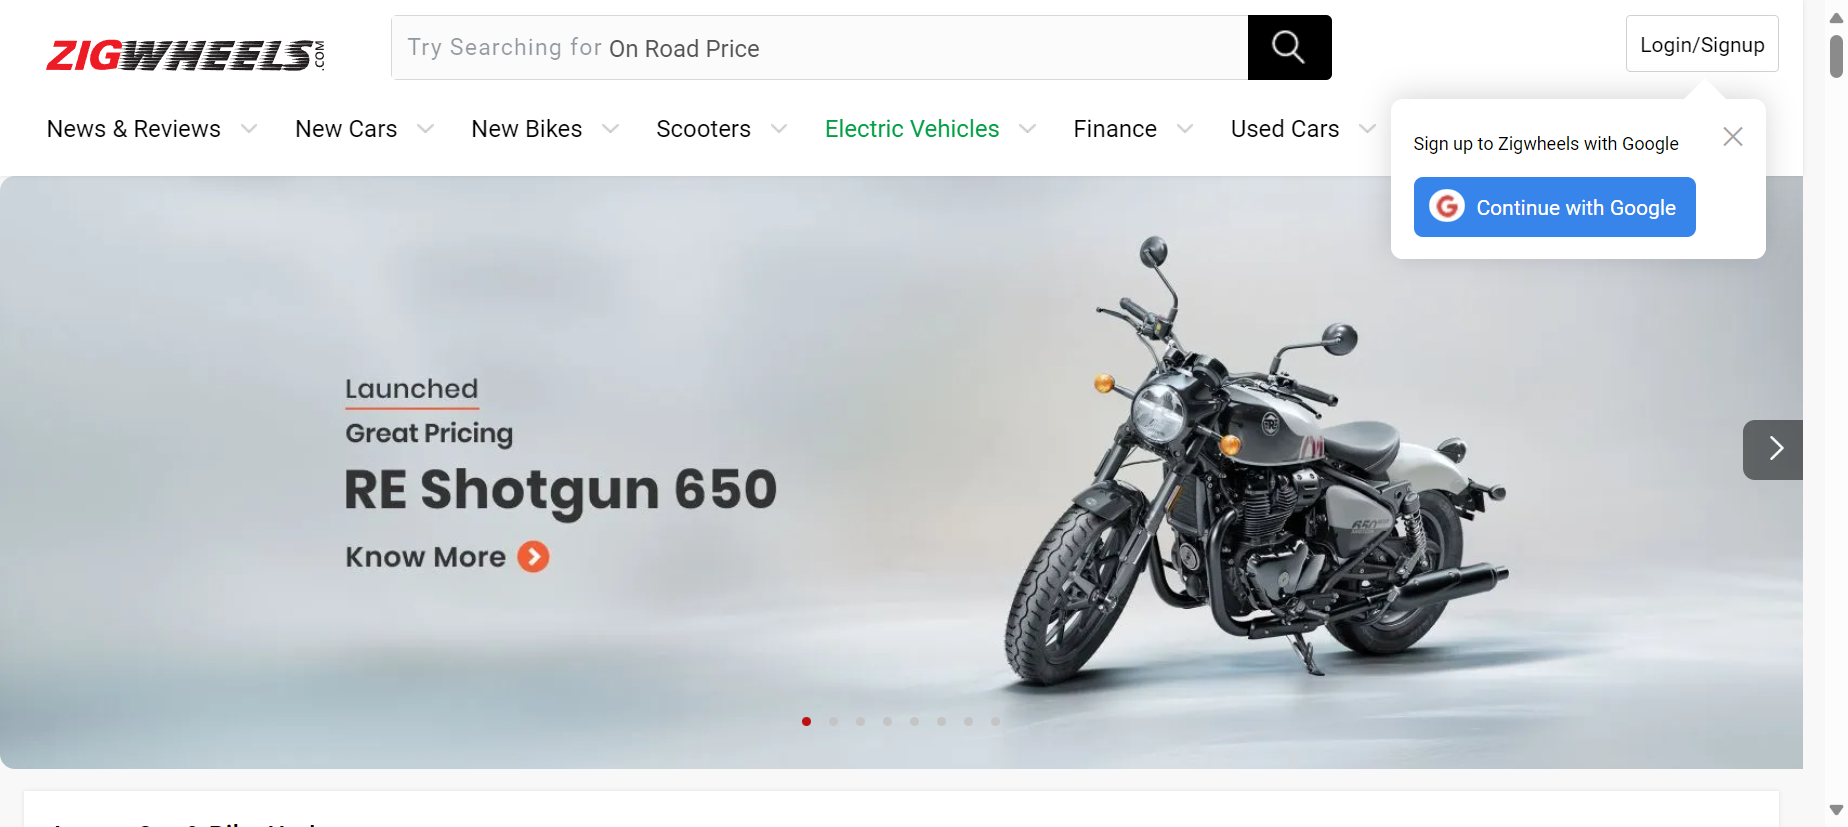 ZIGWHEELS.COM
Try Searching for On Road Price
Login/Signup
News & Reviews
New Cars
New Bikes
Scooters
Electric Vehicles
Finance
Used Cars
Sign up to Zigwheels with Google
G Continue with Google
Launched
Great Pricing
RE Shotgun 650
Know More
650